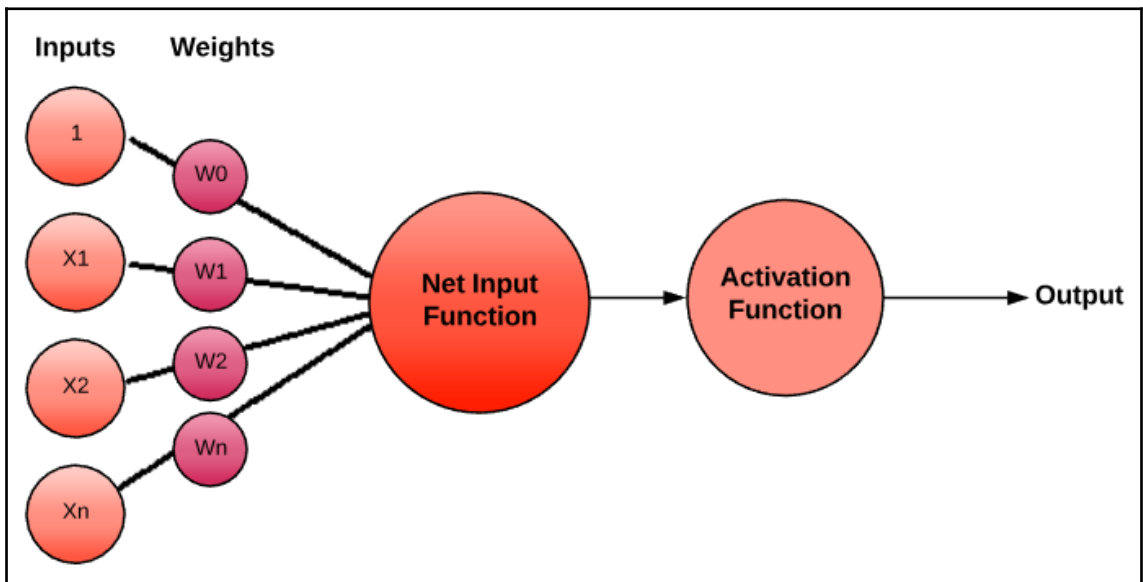 Inputs Weights
1
W0
X1
W1
X2
W2
Xn
Wn
Net Input
Function
Activation
Function
Output